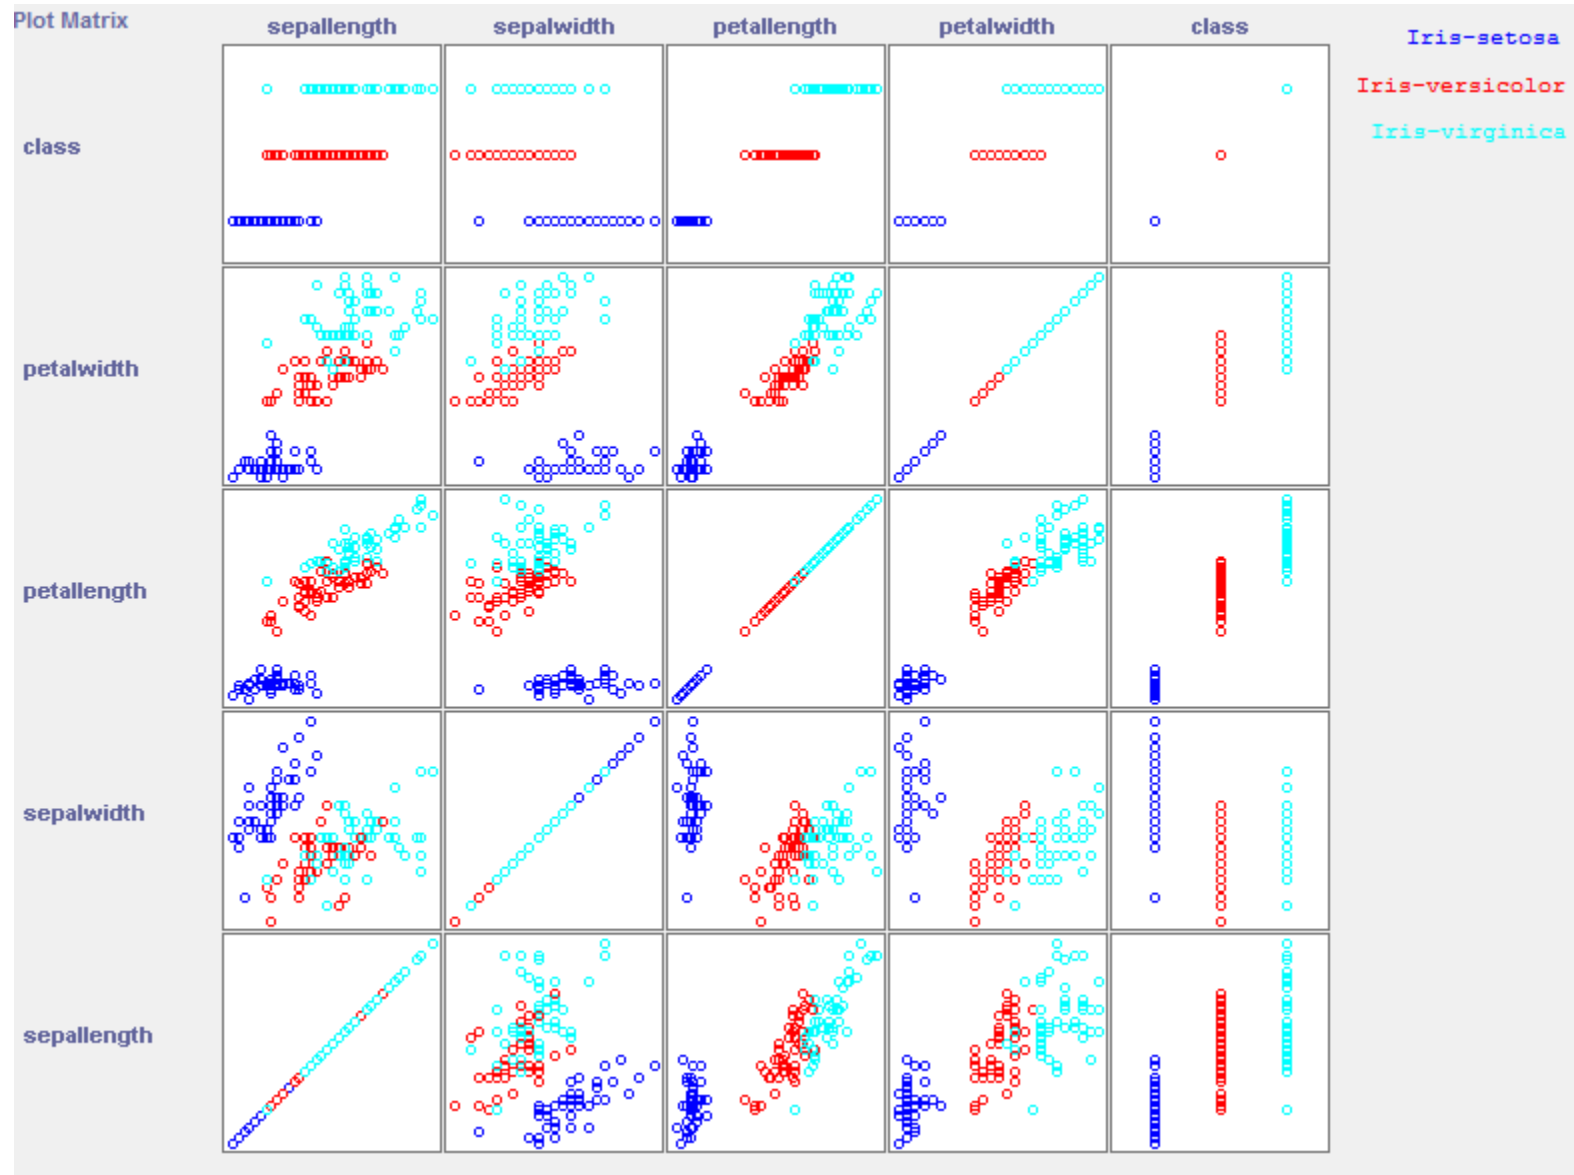 Plot Matrix
sepallength sepalwidth petallength petalwidth class
Iris-setosa
Iris-versicolor
Iris-virginica
class
petalwidth
petallength
sepalwidth
sepallength